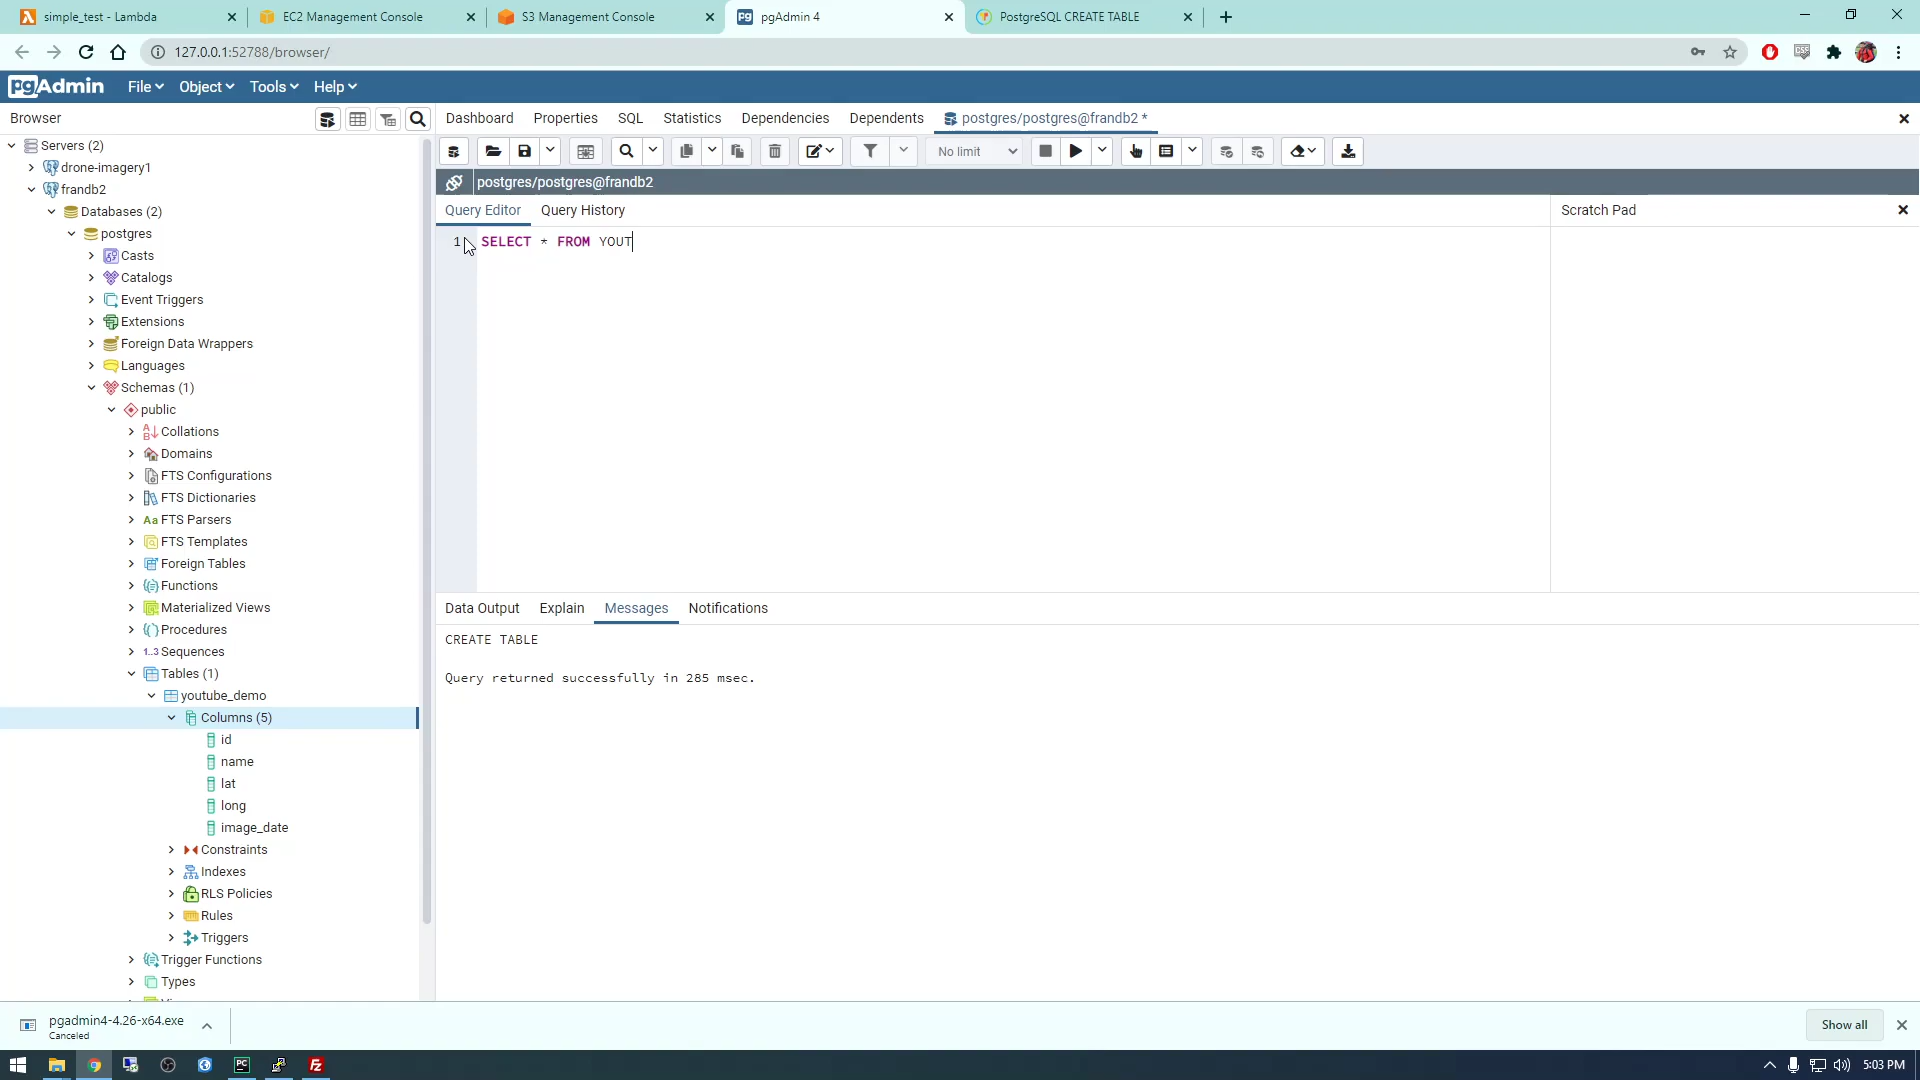 simple_test - Lambda
EC2 Management Console
S3 Management Console
pgAdmin 4
PostgreSQL CREATE TABLE
127.0.0.1:52788/browser/
pgAdmin
File
Object
Tools
Help
Browser
Dashboard
Properties
SQL
Statistics
Dependencies
Dependents
postgres/postgres@frandb2 *
No limit
postgres/postgres@frandb2
Query Editor
Query History
Scratch Pad
1
SELECT * FROM YOUT
Servers (2)
drone-imagery1
frandb2
Databases (2)
postgres
Casts
Catalogs
Event Triggers
Extensions
Foreign Data Wrappers
Languages
Schemas (1)
public
Collations
Domains
FTS Configurations
FTS Dictionaries
Aa FTS Parsers
FTS Templates
Foreign Tables
Functions
Materialized Views
Procedures
1..3 Sequences
Tables (1)
youtube_demo
Columns (5)
id
name
lat
long
image_date
Constraints
Indexes
RLS Policies
Rules
Triggers
Trigger Functions
Types
Data Output
Explain
Messages
Notifications
CREATE TABLE
Query returned successfully in 285 msec.
pgadmin4-4.26-x64.exe
Canceled
Show all
5:03 PM